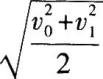 √((v₀² + v₁²)/2)